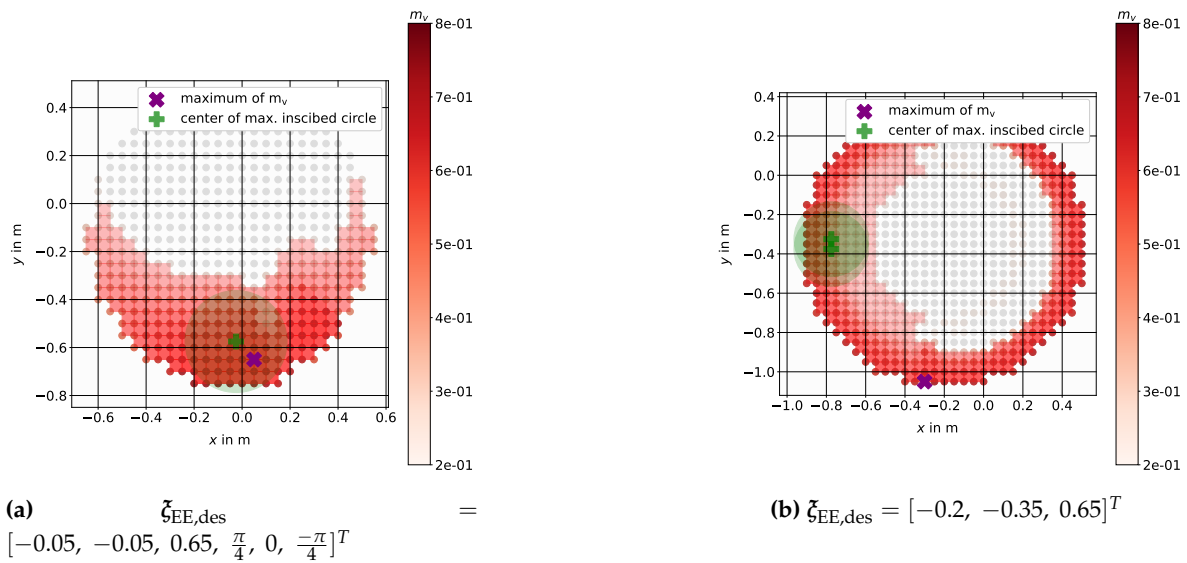 m_v
8e-01
7e-01
6e-01
5e-01
4e-01
3e-01
2e-01
maximum of m_v
center of max. inscibed circle
0.4
0.2
0.0
−0.2
−0.4
−0.6
−0.8
y in m
−0.6 −0.4 −0.2 0.0 0.2 0.4 0.6
x in m
(a) ξ_EE,des =
[−0.05, −0.05, 0.65, π/4, 0, −π/4]^T
m_v
8e-01
7e-01
6e-01
5e-01
4e-01
3e-01
2e-01
maximum of m_v
center of max. inscibed circle
0.4
0.2
0.0
−0.2
−0.4
−0.6
−0.8
−1.0
y in m
−1.0 −0.8 −0.6 −0.4 −0.2 0.0 0.2 0.4
x in m
(b) ξ_EE,des = [−0.2, −0.35, 0.65]^T